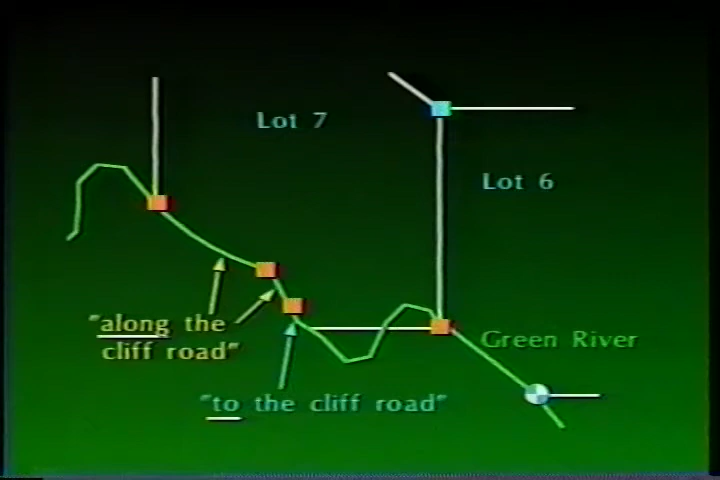 Lot 7
Lot 6
"along the
cliff road"
Green River
"to the cliff road"